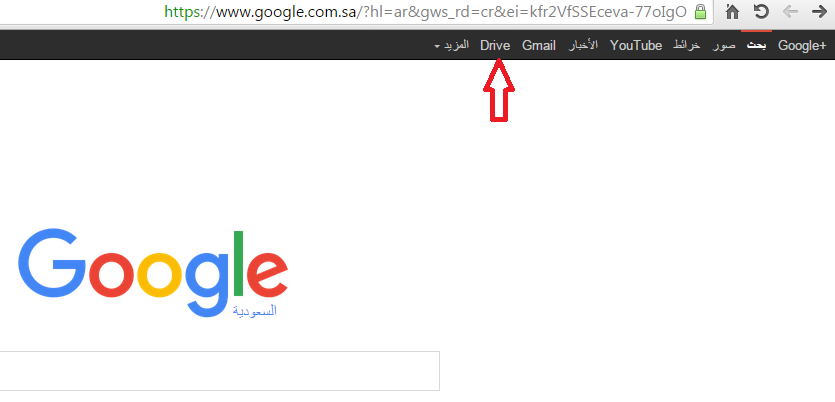 https://www.google.com.sa/?hl=ar&gws_rd=cr&ei=kfr2VfSSEceva-77oIgO
Google+ بحث صور خرائط YouTube الأخبار Gmail Drive المزيد
Google
السعودية